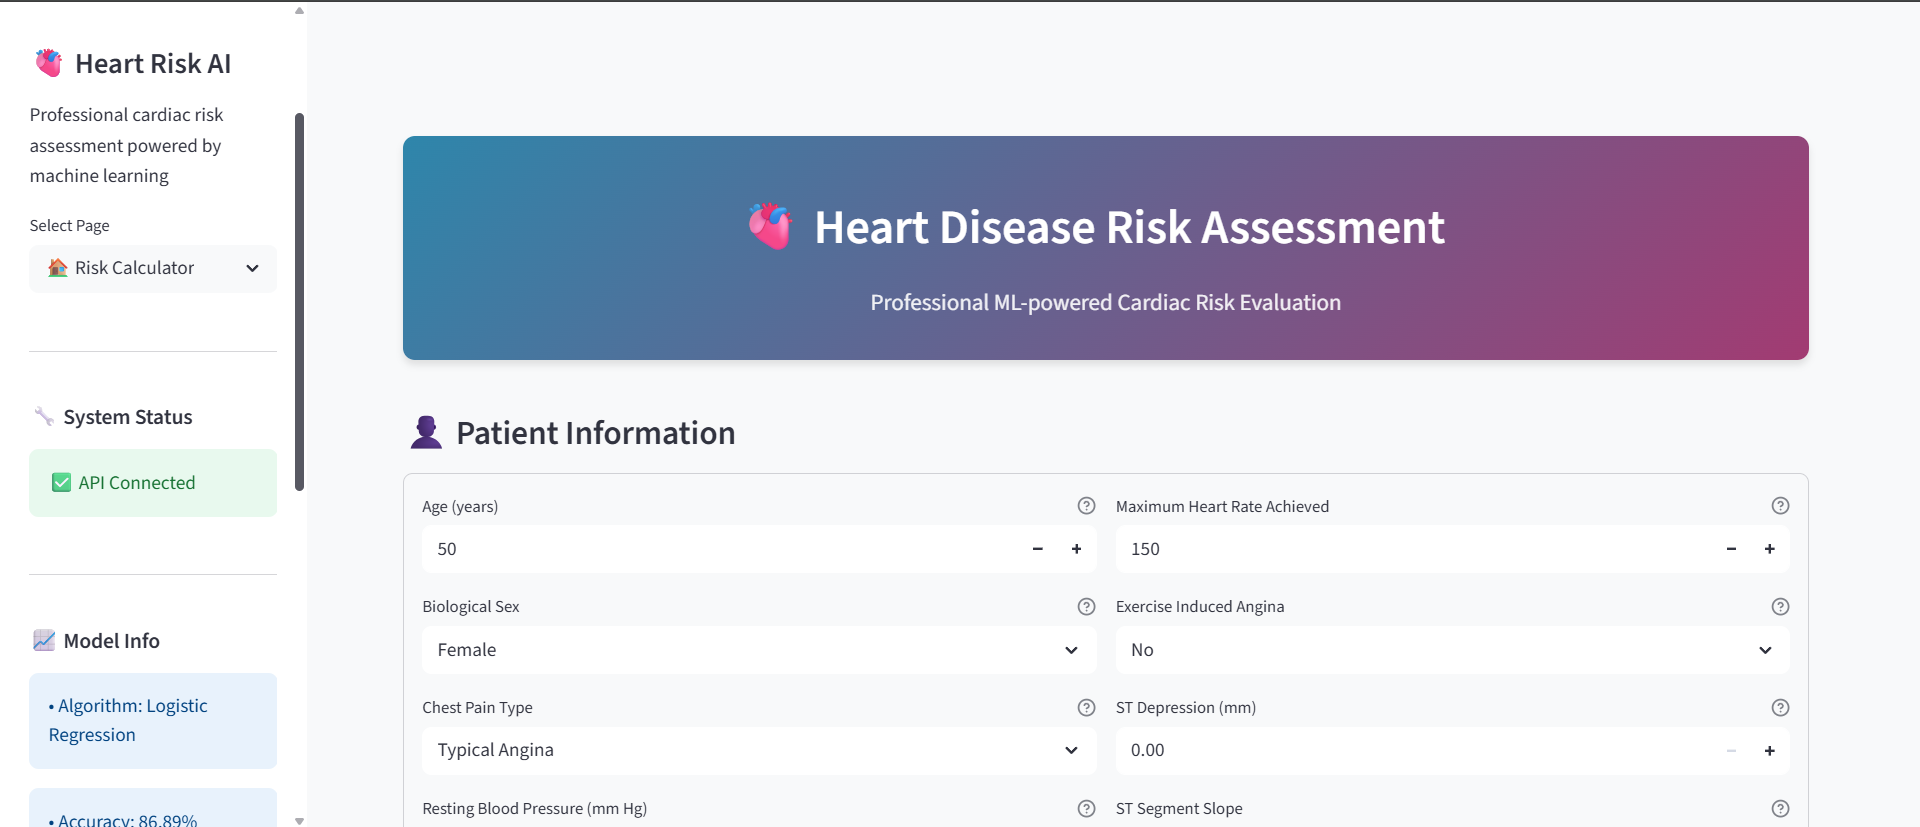 Heart Risk AI
Professional cardiac risk
assessment powered by
machine learning
Select Page
Risk Calculator
System Status
API Connected
Model Info
• Algorithm: Logistic
Regression
• Accuracy: 86.89%
Heart Disease Risk Assessment
Professional ML-powered Cardiac Risk Evaluation
Patient Information
Age (years)
50
Maximum Heart Rate Achieved
150
Biological Sex
Female
Exercise Induced Angina
No
Chest Pain Type
Typical Angina
ST Depression (mm)
0.00
Resting Blood Pressure (mm Hg)
ST Segment Slope